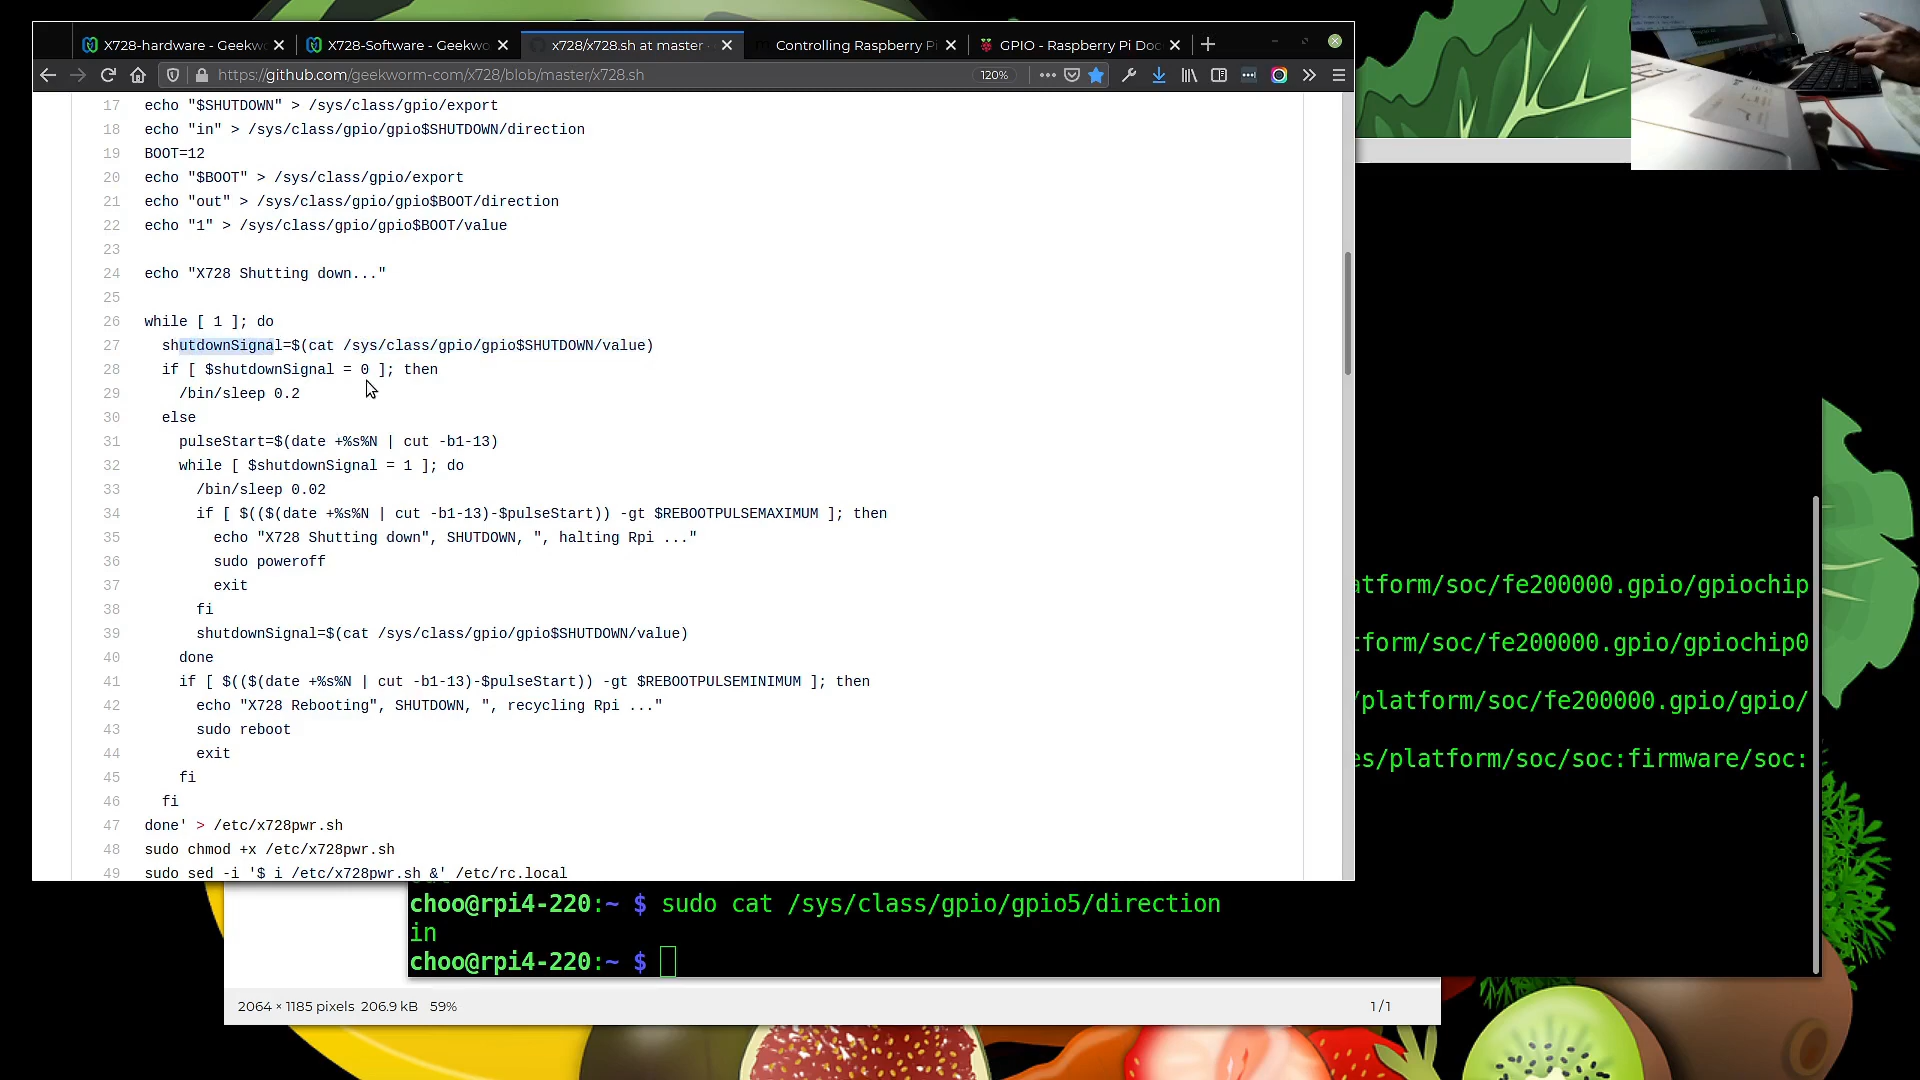 X728-hardware - Geekwo
X728-Software - Geekwo
x728/x728.sh at master ·
Controlling Raspberry Pi
GPIO - Raspberry Pi Doc
https://github.com/geekworm-com/x728/blob/master/x728.sh
120%
17 echo "$SHUTDOWN" > /sys/class/gpio/export
18 echo "in" > /sys/class/gpio/gpio$SHUTDOWN/direction
19 BOOT=12
20 echo "$BOOT" > /sys/class/gpio/export
21 echo "out" > /sys/class/gpio/gpio$BOOT/direction
22 echo "1" > /sys/class/gpio/gpio$BOOT/value
23
24 echo "X728 Shutting down..."
25
26 while [ 1 ]; do
27 shutdownSignal=$(cat /sys/class/gpio/gpio$SHUTDOWN/value)
28 if [ $shutdownSignal = 0 ]; then
29 /bin/sleep 0.2
30 else
31 pulseStart=$(date +%s%N | cut -b1-13)
32 while [ $shutdownSignal = 1 ]; do
33 /bin/sleep 0.02
34 if [ $(($(date +%s%N | cut -b1-13)-$pulseStart)) -gt $REBOOTPULSEMAXIMUM ]; then
35 echo "X728 Shutting down", SHUTDOWN, ", halting Rpi ..."
36 sudo poweroff
37 exit
38 fi
39 shutdownSignal=$(cat /sys/class/gpio/gpio$SHUTDOWN/value)
40 done
41 if [ $(($(date +%s%N | cut -b1-13)-$pulseStart)) -gt $REBOOTPULSEMINIMUM ]; then
42 echo "X728 Rebooting", SHUTDOWN, ", recycling Rpi ..."
43 sudo reboot
44 exit
45 fi
46 fi
47 done' > /etc/x728pwr.sh
48 sudo chmod +x /etc/x728pwr.sh
49 sudo sed -i '$ i /etc/x728pwr.sh &' /etc/rc.local
atform/soc/fe200000.gpio/gpiochip
tform/soc/fe200000.gpio/gpiochip0
/platform/soc/fe200000.gpio/gpio/
es/platform/soc/soc:firmware/soc:
choo@rpi4-220:~ $ sudo cat /sys/class/gpio/gpio5/direction
in
choo@rpi4-220:~ $
2064 × 1185 pixels 206.9 kB 59%
1 / 1